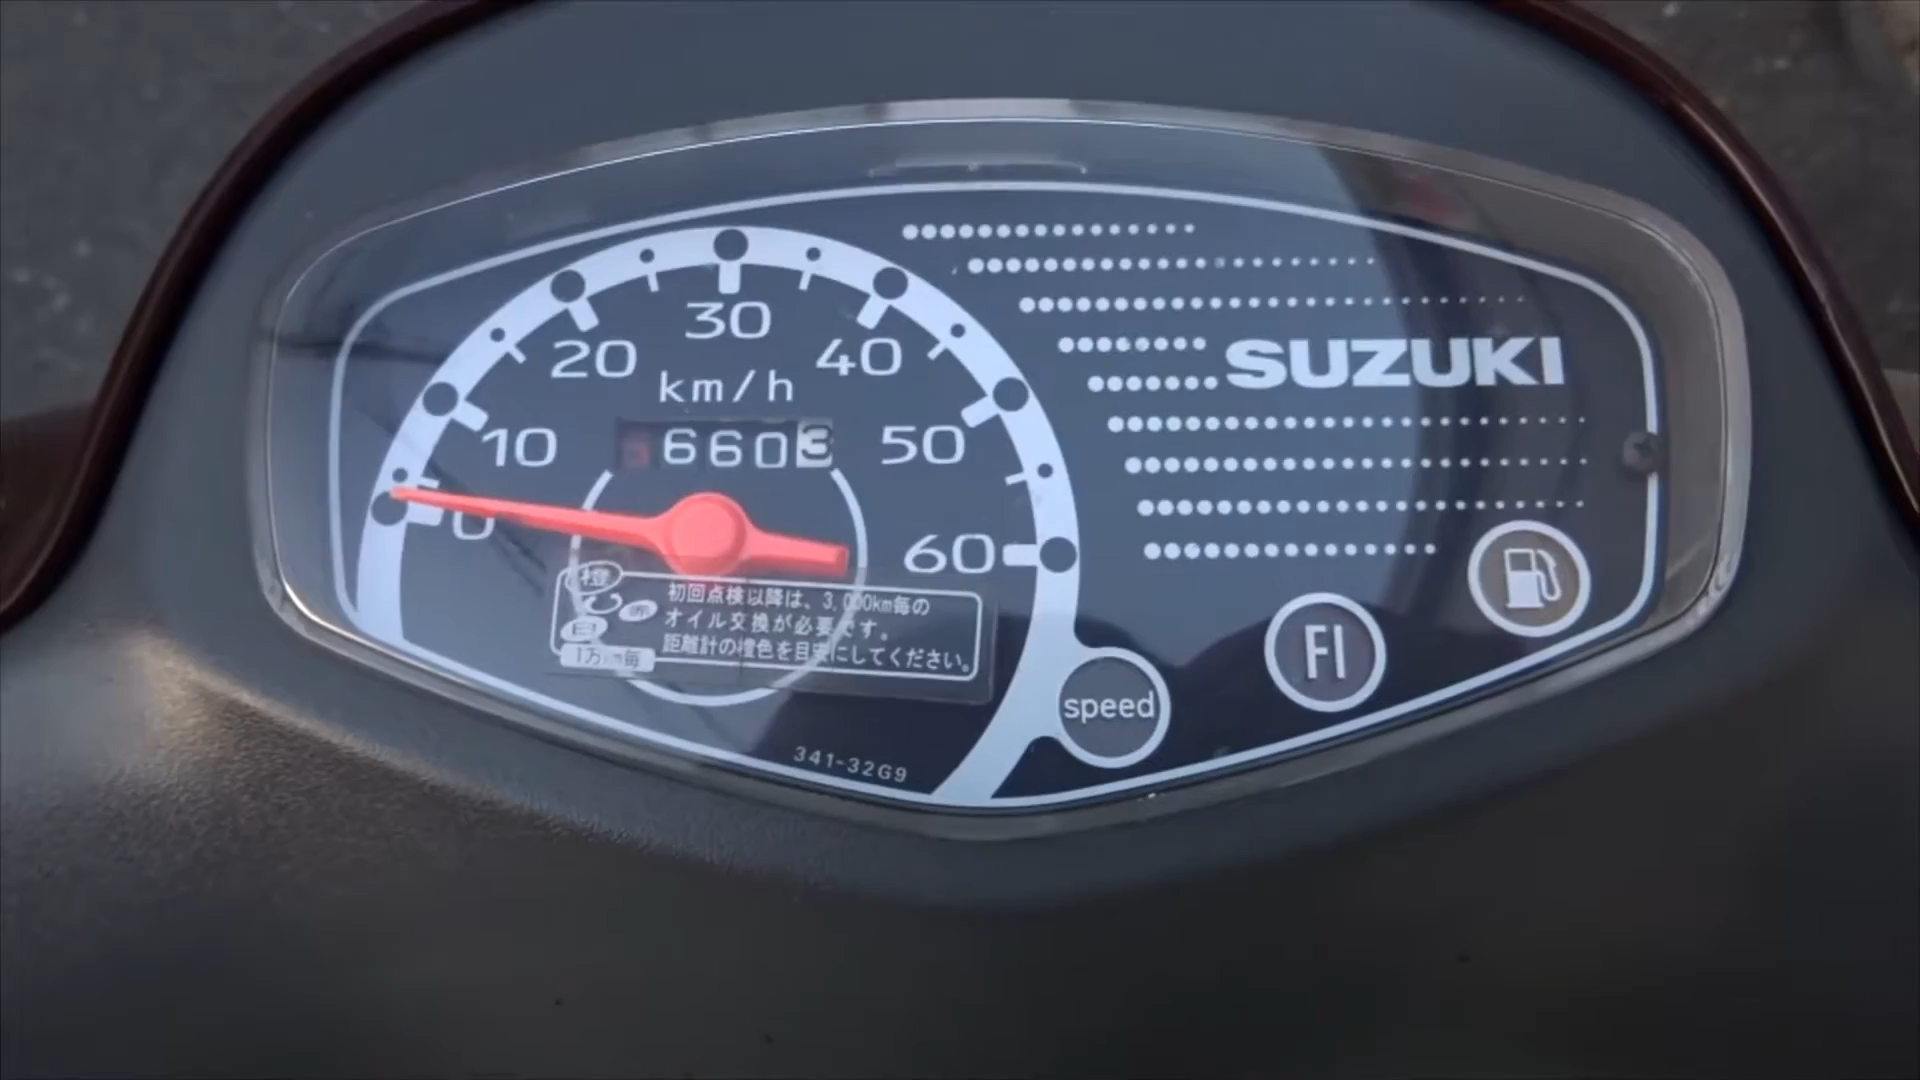 30
20
40
km/h
SUZUKI
10
6603
50
0
60
橙
初回点検以降は、3,000km毎の
赤
オイル交換が必要です。
白
距離計の橙色を目安にしてください。
1万km毎
FI
speed
341-32G9